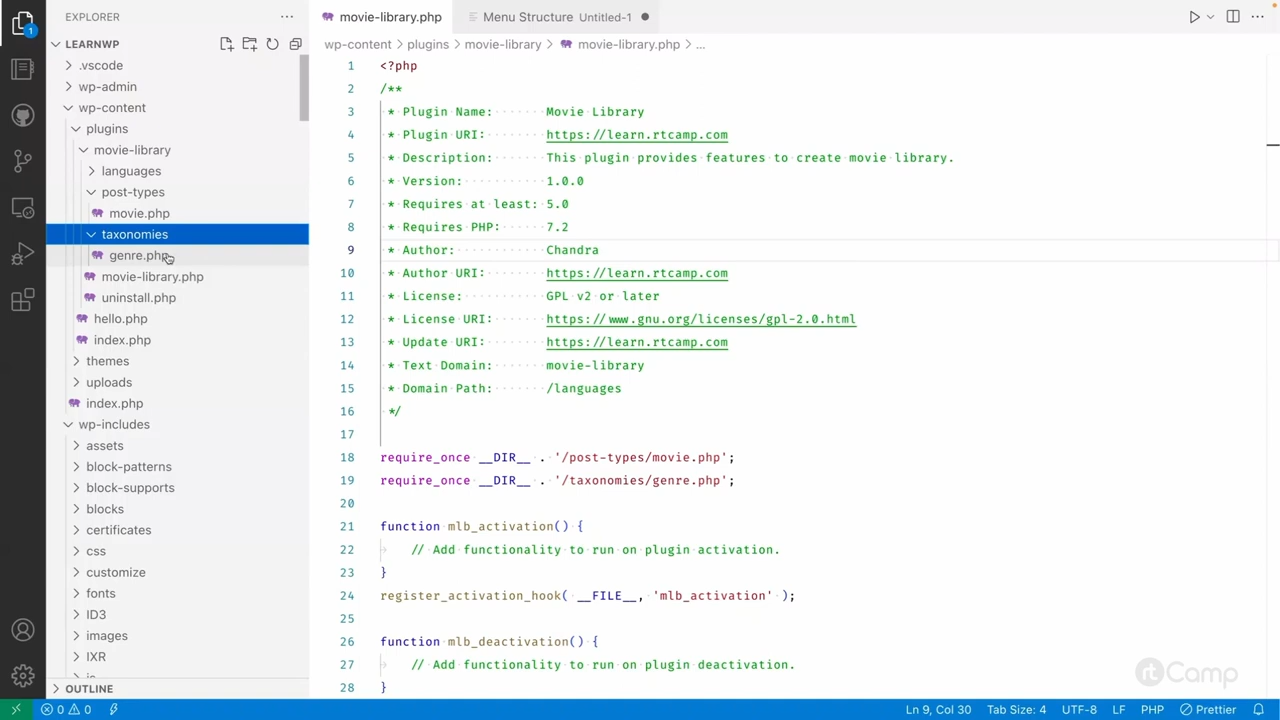 EXPLORER
LEARNWP
.vscode
wp-admin
wp-content
plugins
movie-library
languages
post-types
movie.php
taxonomies
genre.php
movie-library.php
uninstall.php
hello.php
index.php
themes
uploads
index.php
wp-includes
assets
block-patterns
block-supports
blocks
certificates
css
customize
fonts
ID3
images
IXR
OUTLINE
movie-library.php
Menu Structure Untitled-1
wp-content > plugins > movie-library > movie-library.php > ...
1 <?php
2 /**
3 * Plugin Name: Movie Library
4 * Plugin URI: https://learn.rtcamp.com
5 * Description: This plugin provides features to create movie library.
6 * Version: 1.0.0
7 * Requires at least: 5.0
8 * Requires PHP: 7.2
9 * Author: Chandra
10 * Author URI: https://learn.rtcamp.com
11 * License: GPL v2 or later
12 * License URI: https://www.gnu.org/licenses/gpl-2.0.html
13 * Update URI: https://learn.rtcamp.com
14 * Text Domain: movie-library
15 * Domain Path: /languages
16 */
17
18 require_once __DIR__ . '/post-types/movie.php';
19 require_once __DIR__ . '/taxonomies/genre.php';
20
21 function mlb_activation() {
22 // Add functionality to run on plugin activation.
23 }
24 register_activation_hook( __FILE__, 'mlb_activation' );
25
26 function mlb_deactivation() {
27 // Add functionality to run on plugin deactivation.
28 }
rtCamp
1
0 0 Ln 9, Col 30 Tab Size: 4 UTF-8 LF PHP Prettier